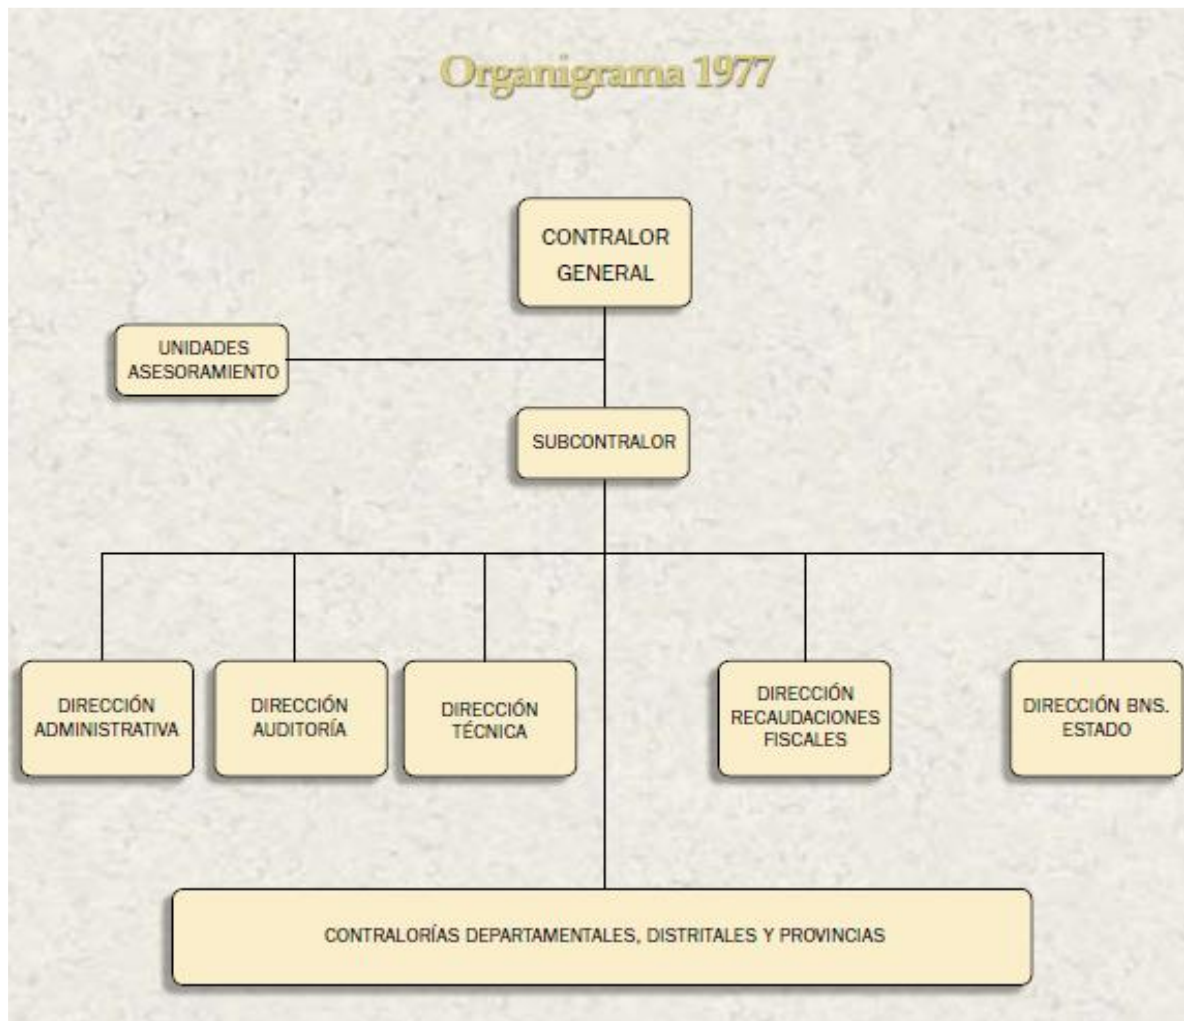 Organigrama 1977
CONTRALOR
GENERAL
UNIDADES
ASESORAMIENTO
SUBCONTRALOR
DIRECCIÓN
ADMINISTRATIVA
DIRECCIÓN
AUDITORÍA
DIRECCIÓN
TÉCNICA
DIRECCIÓN
RECAUDACIONES
FISCALES
DIRECCIÓN BNS.
ESTADO
CONTRALORÍAS DEPARTAMENTALES, DISTRITALES Y PROVINCIAS